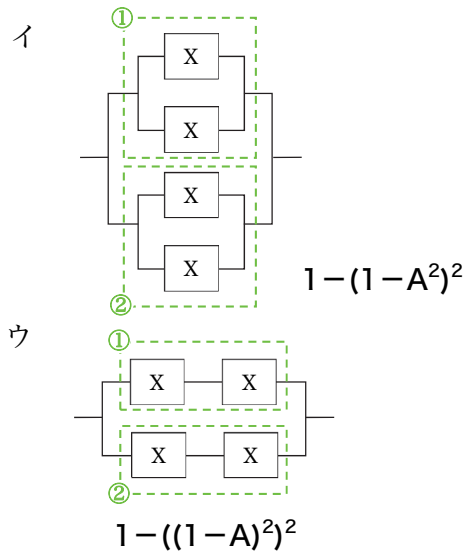 イ
①
X
X
X
X
②
1－(1－A²)²
ウ
①
X X
X X
②
1－((1－A)²)²